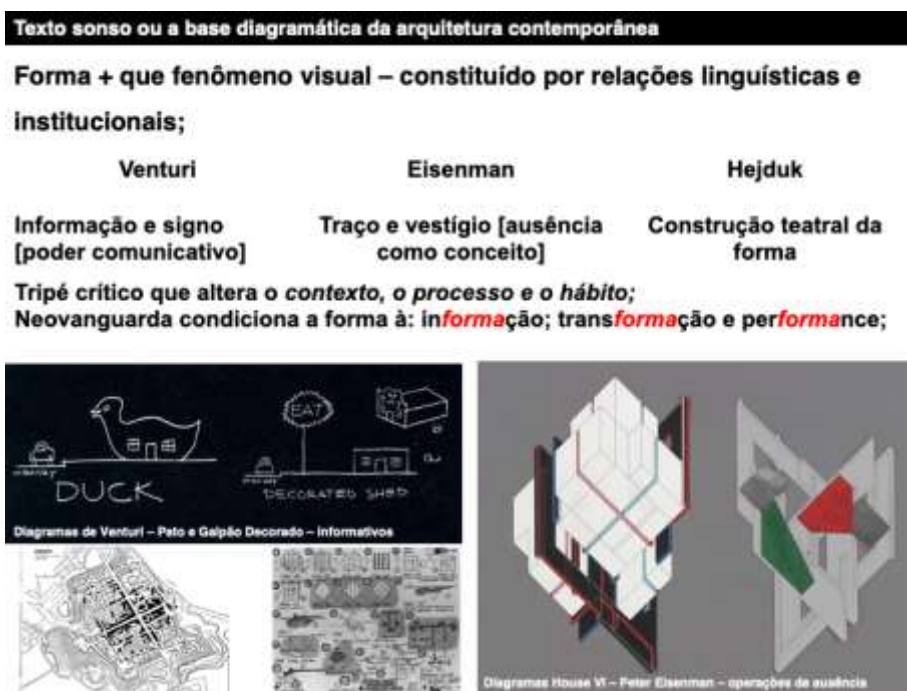 Texto sonso ou a base diagramática da arquitetura contemporânea
Forma + que fenômeno visual – constituído por relações linguísticas e
institucionais;
Venturi
Eisenman
Hejduk
Informação e signo
[poder comunicativo]
Traço e vestígio [ausência
como conceito]
Construção teatral da
forma
Tripé crítico que altera o contexto, o processo e o hábito;
Neovanguarda condiciona a forma à: informação; transformação e performance;
EAT
DUCK
DECORATED SHED
Diagramas de Venturi – Pato e Galpão Decorado – informativos
Diagramas House VI – Peter Eisenman – operações de ausência